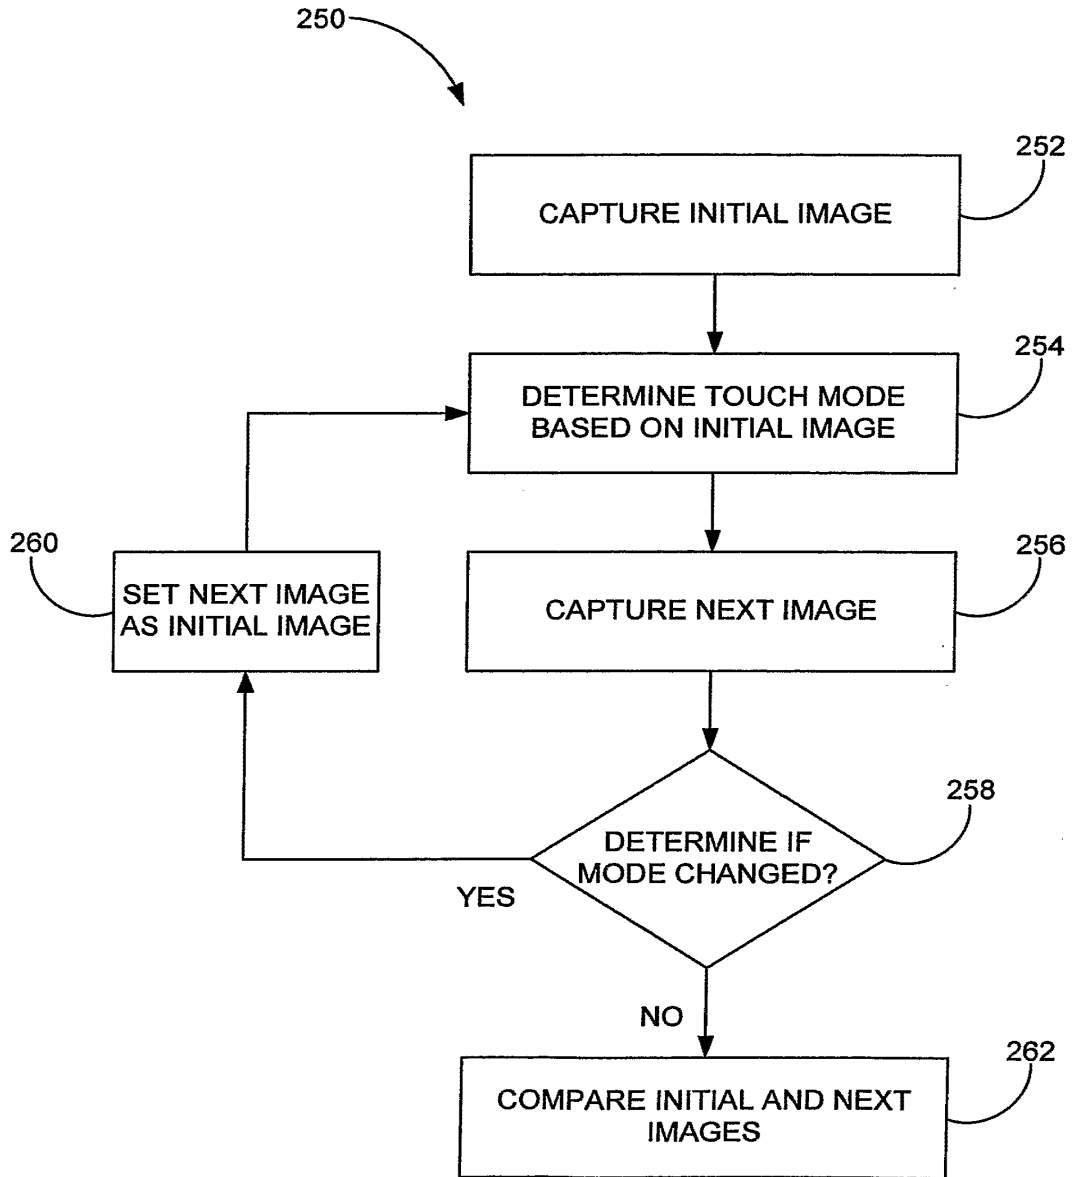 250
252
CAPTURE INITIAL IMAGE
254
DETERMINE TOUCH MODE
BASED ON INITIAL IMAGE
260
SET NEXT IMAGE
AS INITIAL IMAGE
256
CAPTURE NEXT IMAGE
258
DETERMINE IF
MODE CHANGED?
YES
NO
262
COMPARE INITIAL AND NEXT
IMAGES